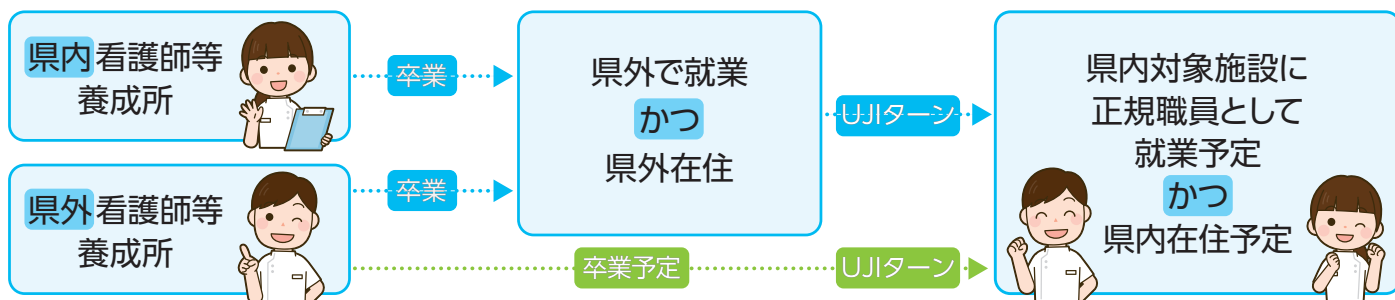 県内看護師等
養成所
卒業
県外看護師等
養成所
卒業
県外で就業
かつ
県外在住
UJIターン
卒業予定
UJIターン
県内対象施設に
正規職員として
就業予定
かつ
県内在住予定